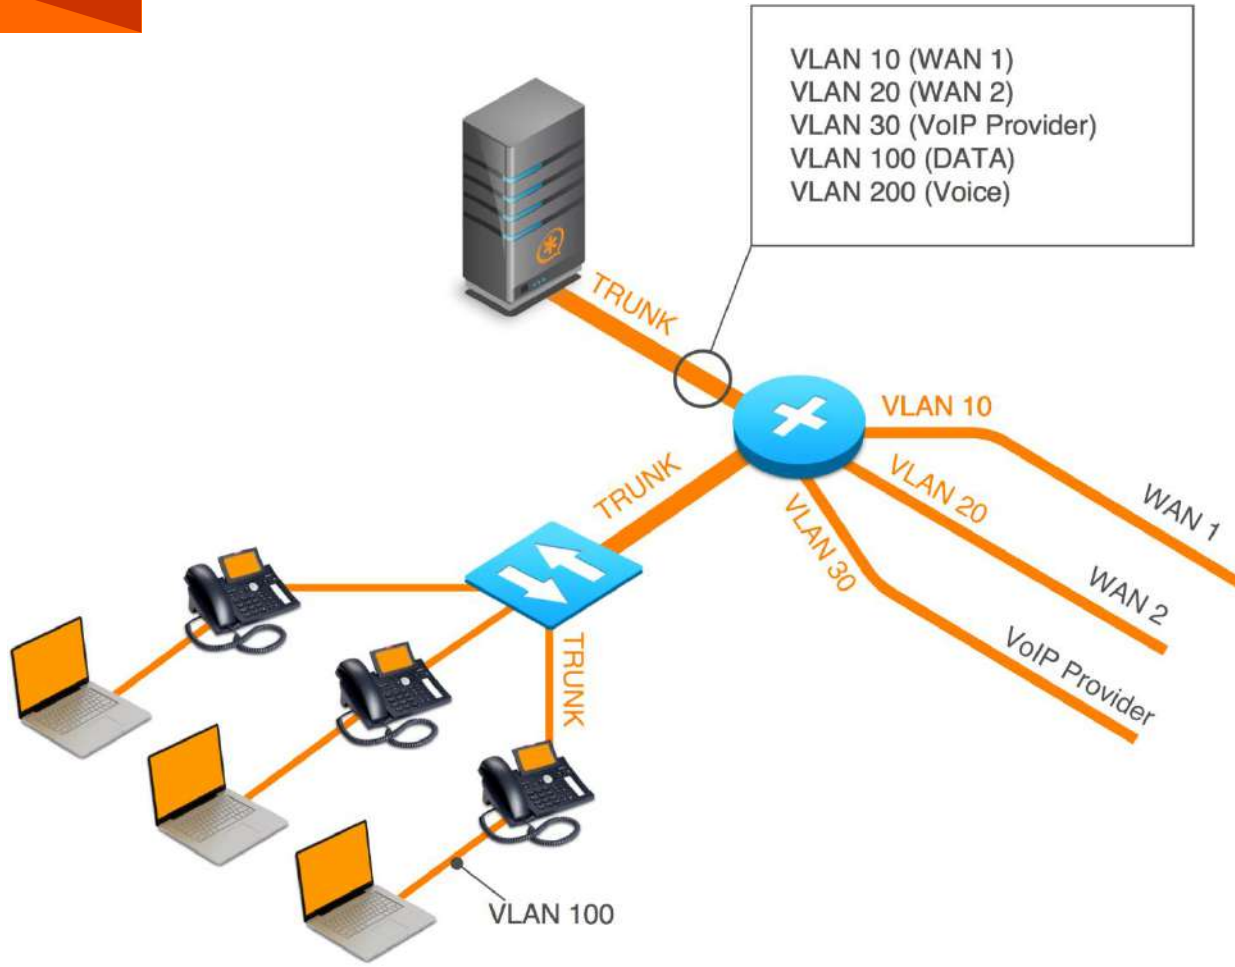 VLAN 10 (WAN 1)
VLAN 20 (WAN 2)
VLAN 30 (VoIP Provider)
VLAN 100 (DATA)
VLAN 200 (Voice)
TRUNK
VLAN 10
TRUNK
VLAN 20
VLAN 30
WAN 1
WAN 2
VoIP Provider
TRUNK
VLAN 100